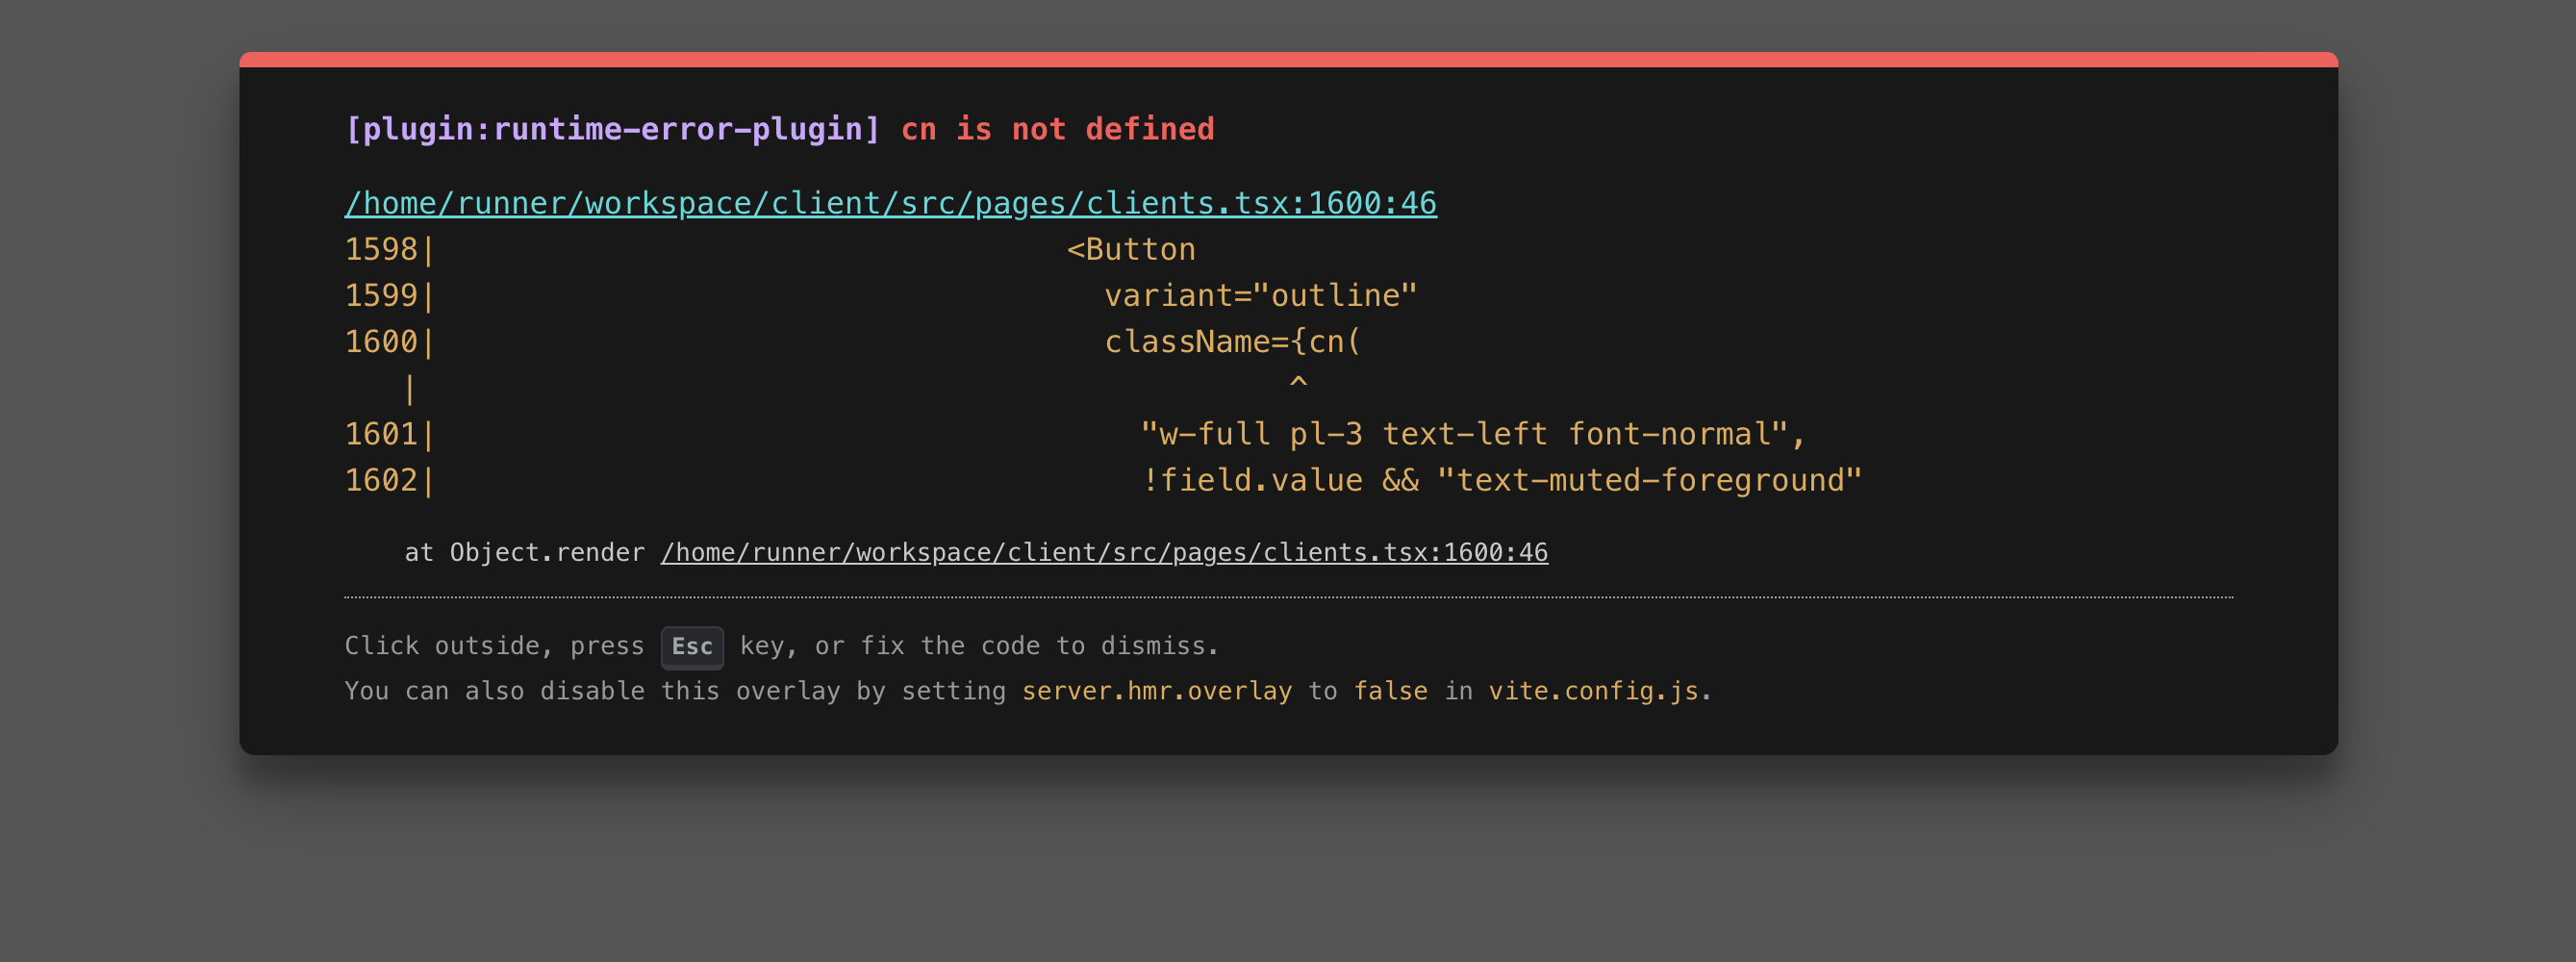 [plugin:runtime-error-plugin] cn is not defined
/home/runner/workspace/client/src/pages/clients.tsx:1600:46
1598|                                  <Button
1599|                                    variant="outline"
1600|                                    className={cn(
   |                                               ^
1601|                                      "w-full pl-3 text-left font-normal",
1602|                                      !field.value && "text-muted-foreground"
    at Object.render /home/runner/workspace/client/src/pages/clients.tsx:1600:46
Click outside, press Esc key, or fix the code to dismiss.
You can also disable this overlay by setting server.hmr.overlay to false in vite.config.js.